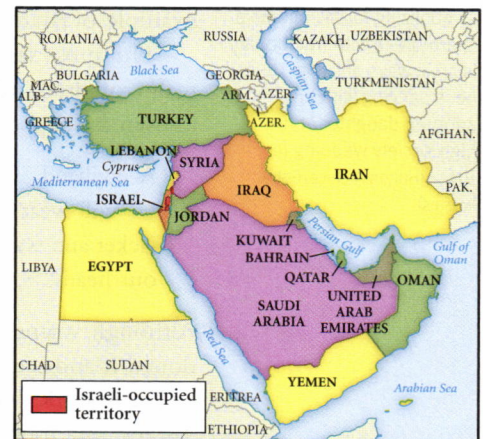 ROMANIA
RUSSIA
KAZAKH.
UZBEKISTAN
BULGARIA
Black Sea
GEORGIA
Caspian Sea
MAC.
ALB.
ARM.
AZER.
TURKMENISTAN
GREECE
TURKEY
AZER.
AFGHAN.
LEBANON
Cyprus
SYRIA
Mediterranean Sea
IRAQ
IRAN
ISRAEL
JORDAN
PAK.
KUWAIT
Persian Gulf
BAHRAIN
Gulf of
Oman
LIBYA
EGYPT
QATAR
OMAN
SAUDI
ARABIA
UNITED
ARAB
EMIRATES
Red Sea
CHAD
SUDAN
YEMEN
Arabian Sea
ERITREA
ETHIOPIA
Israeli-occupied
territory